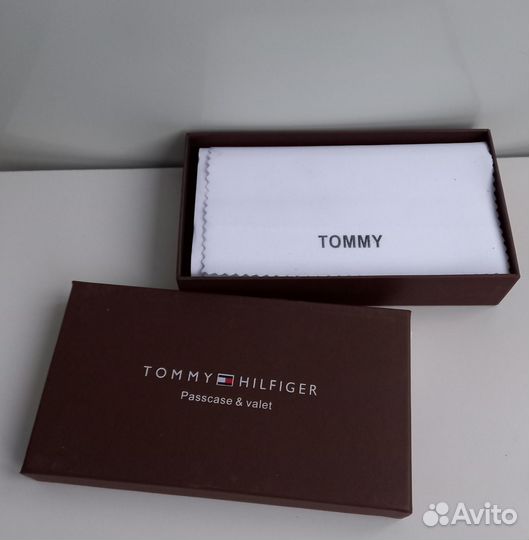 TOMMY
TOMMY HILFIGER
Passcase & valet
Avito